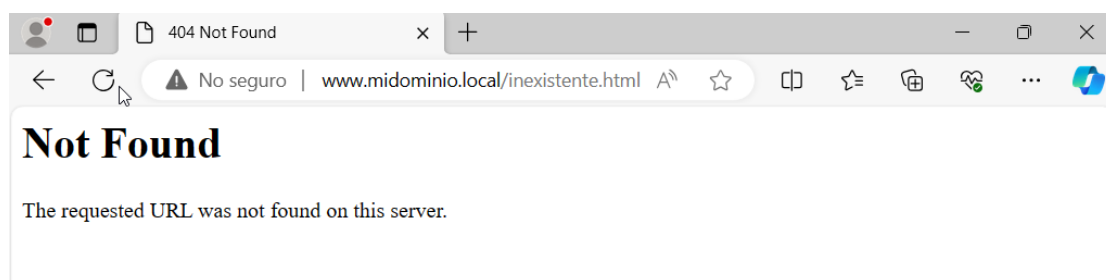 404 Not Found
No seguro | www.midominio.local/inexistente.html A
Not Found
The requested URL was not found on this server.